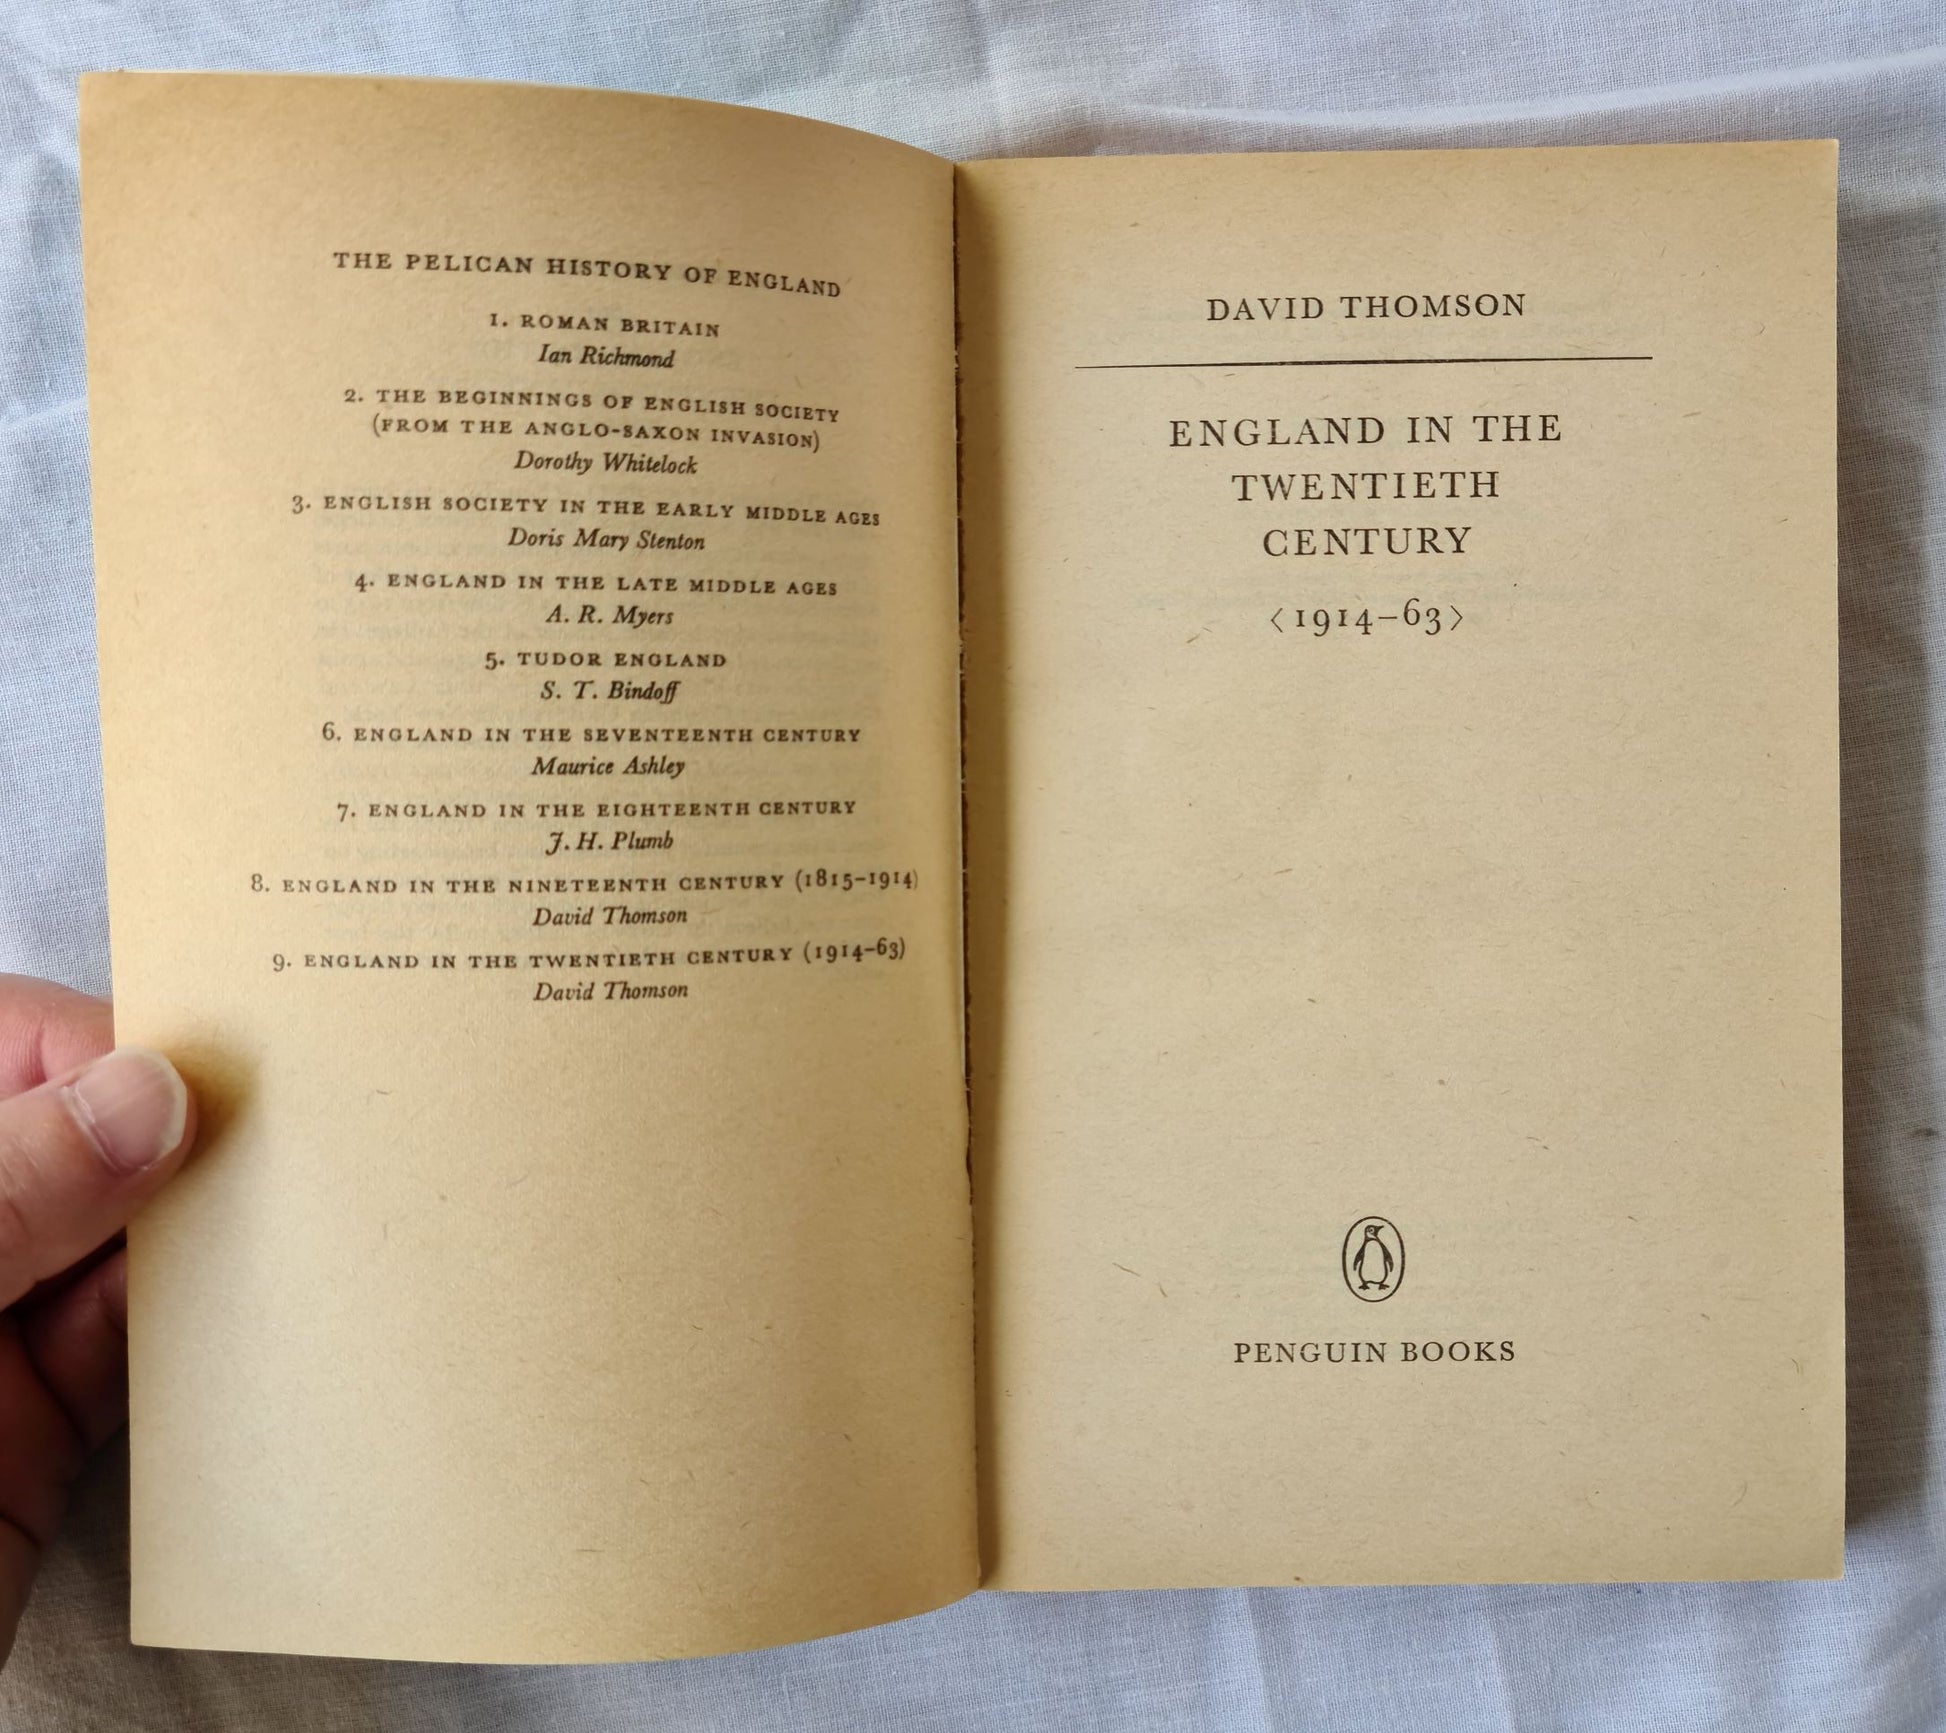 THE PELICAN HISTORY OF ENGLAND
1. ROMAN BRITAIN
Ian Richmond
2. THE BEGINNINGS OF ENGLISH SOCIETY
(FROM THE ANGLO-SAXON INVASION)
Dorothy Whitelock
3. ENGLISH SOCIETY IN THE EARLY MIDDLE AGES
Doris Mary Stenton
4. ENGLAND IN THE LATE MIDDLE AGES
A. R. Myers
5. TUDOR ENGLAND
S. T. Bindoff
6. ENGLAND IN THE SEVENTEENTH CENTURY
Maurice Ashley
7. ENGLAND IN THE EIGHTEENTH CENTURY
J. H. Plumb
8. ENGLAND IN THE NINETEENTH CENTURY (1815–1914)
David Thomson
9. ENGLAND IN THE TWENTIETH CENTURY (1914–63)
David Thomson
DAVID THOMSON
ENGLAND IN THE
TWENTIETH
CENTURY
〈1914–63〉
PENGUIN BOOKS